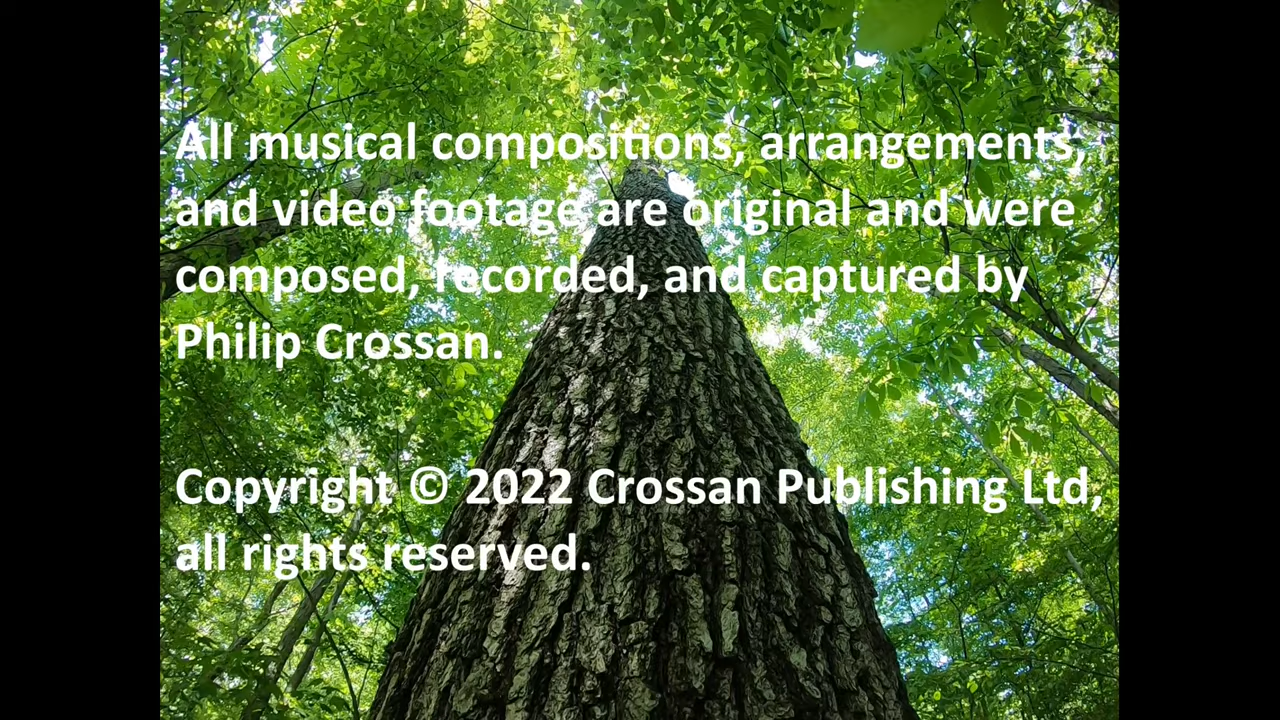 All musical compositions, arrangements,
and video footage are original and were
composed, recorded, and captured by
Philip Crossan.
Copyright © 2022 Crossan Publishing Ltd,
all rights reserved.